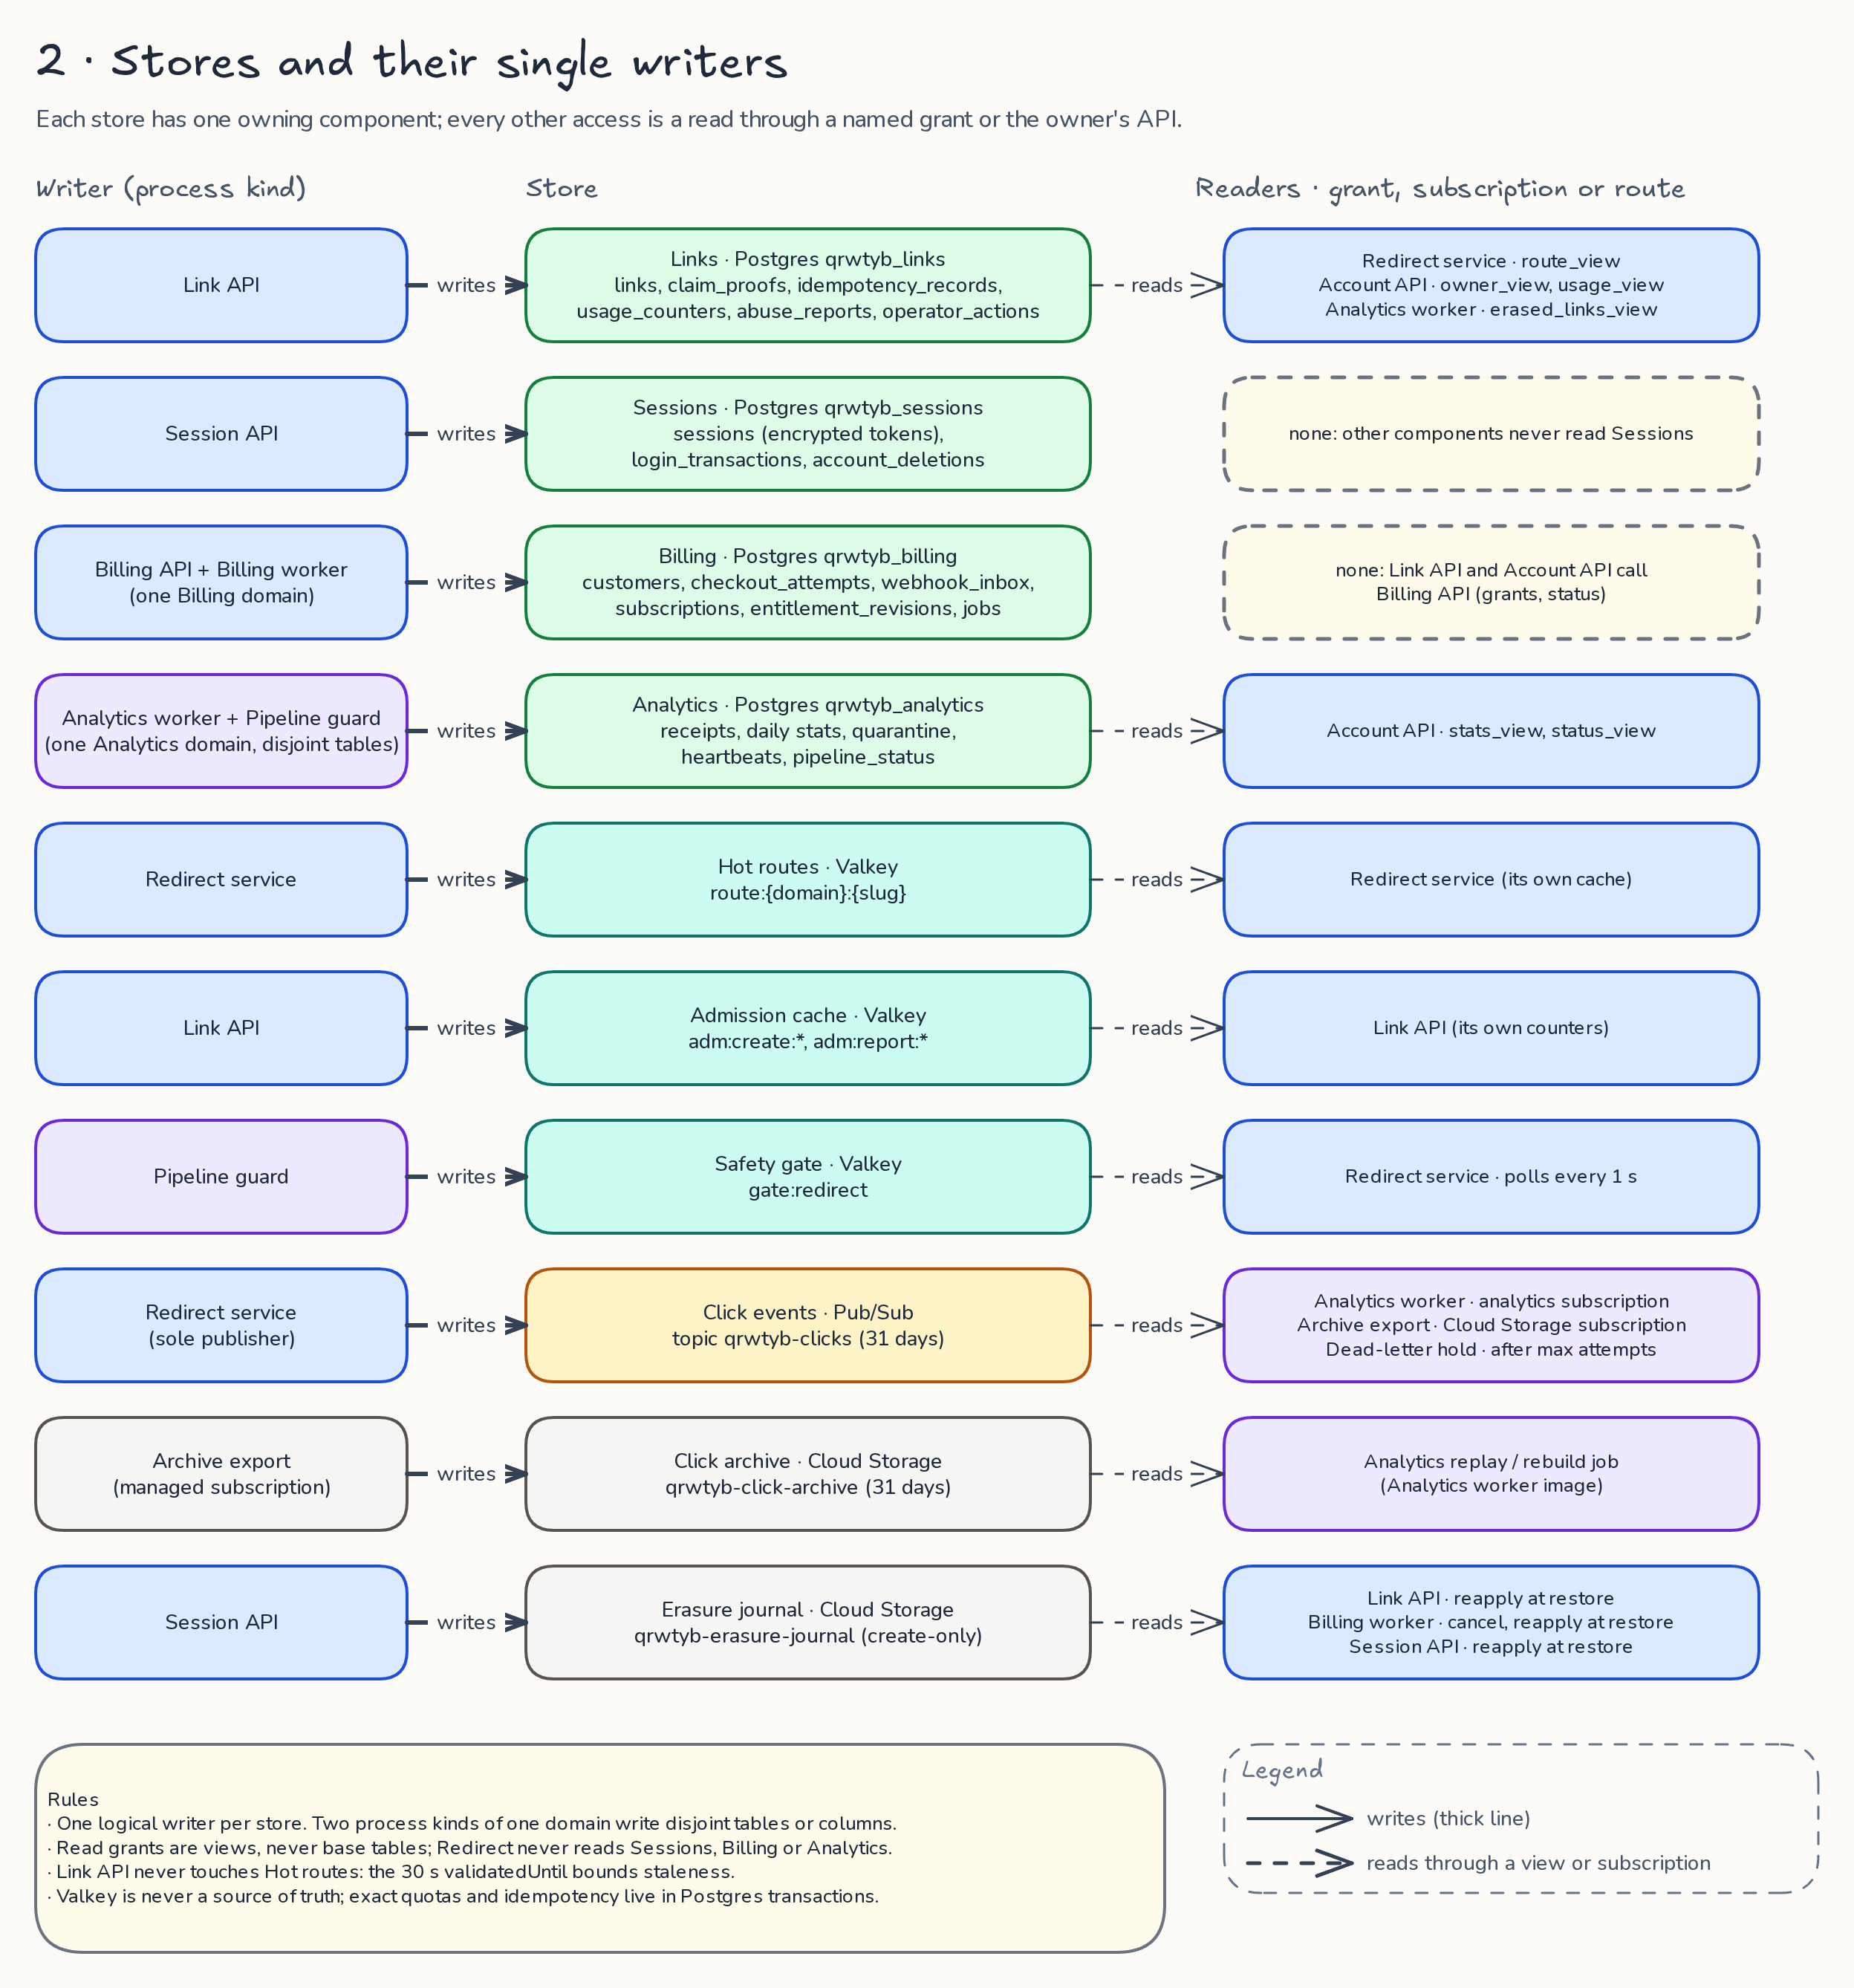 2 · Stores and their single writers
Each store has one owning component; every other access is a read through a named grant or the owner's API.
Writer (process kind)
Store
Readers · grant, subscription or route
Link API
writes
Links · Postgres qrwtyb_links
links, claim_proofs, idempotency_records,
usage_counters, abuse_reports, operator_actions
reads
Redirect service · route_view
Account API · owner_view, usage_view
Analytics worker · erased_links_view
Session API
writes
Sessions · Postgres qrwtyb_sessions
sessions (encrypted tokens),
login_transactions, account_deletions
none: other components never read Sessions
Billing API + Billing worker
(one Billing domain)
writes
Billing · Postgres qrwtyb_billing
customers, checkout_attempts, webhook_inbox,
subscriptions, entitlement_revisions, jobs
none: Link API and Account API call
Billing API (grants, status)
Analytics worker + Pipeline guard
(one Analytics domain, disjoint tables)
writes
Analytics · Postgres qrwtyb_analytics
receipts, daily stats, quarantine,
heartbeats, pipeline_status
reads
Account API · stats_view, status_view
Redirect service
writes
Hot routes · Valkey
route:{domain}:{slug}
reads
Redirect service (its own cache)
Link API
writes
Admission cache · Valkey
adm:create:*, adm:report:*
reads
Link API (its own counters)
Pipeline guard
writes
Safety gate · Valkey
gate:redirect
reads
Redirect service · polls every 1 s
Redirect service
(sole publisher)
writes
Click events · Pub/Sub
topic qrwtyb-clicks (31 days)
reads
Analytics worker · analytics subscription
Archive export · Cloud Storage subscription
Dead-letter hold · after max attempts
Archive export
(managed subscription)
writes
Click archive · Cloud Storage
qrwtyb-click-archive (31 days)
reads
Analytics replay / rebuild job
(Analytics worker image)
Session API
writes
Erasure journal · Cloud Storage
qrwtyb-erasure-journal (create-only)
reads
Link API · reapply at restore
Billing worker · cancel, reapply at restore
Session API · reapply at restore
Rules
· One logical writer per store. Two process kinds of one domain write disjoint tables or columns.
· Read grants are views, never base tables; Redirect never reads Sessions, Billing or Analytics.
· Link API never touches Hot routes: the 30 s validatedUntil bounds staleness.
· Valkey is never a source of truth; exact quotas and idempotency live in Postgres transactions.
Legend
writes (thick line)
reads through a view or subscription